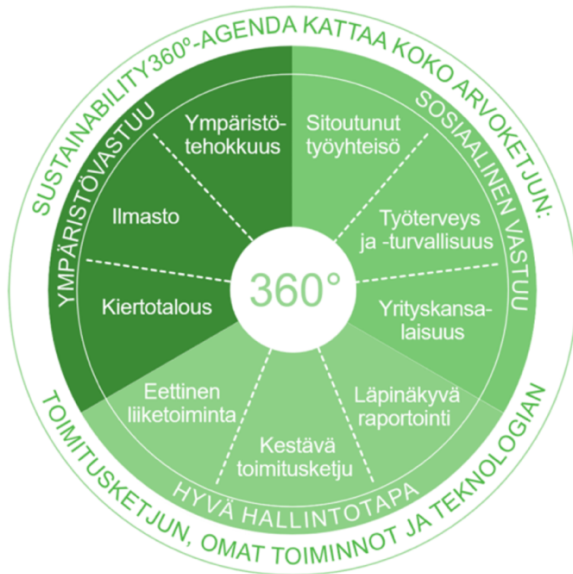 SUSTAINABILITY360°-AGENDA KATTAA KOKO ARVOKETJUN:
YMPÄRISTÖVASTUU
Ympäristö-
tehokkuus
Ilmasto
Kiertotalous
SOSIAALINEN VASTUU
Sitoutunut
työyhteisö
Työterveys
ja -turvallisuus
Yrityskansa-
laisuus
360°
Eettinen
liiketoiminta
Kestävä
toimitusketju
Läpinäkyvä
raportointi
HYVÄ HALLINTOTAPA
TOIMITUSKETJUN, OMAT TOIMINNOT JA TEKNOLOGIAN